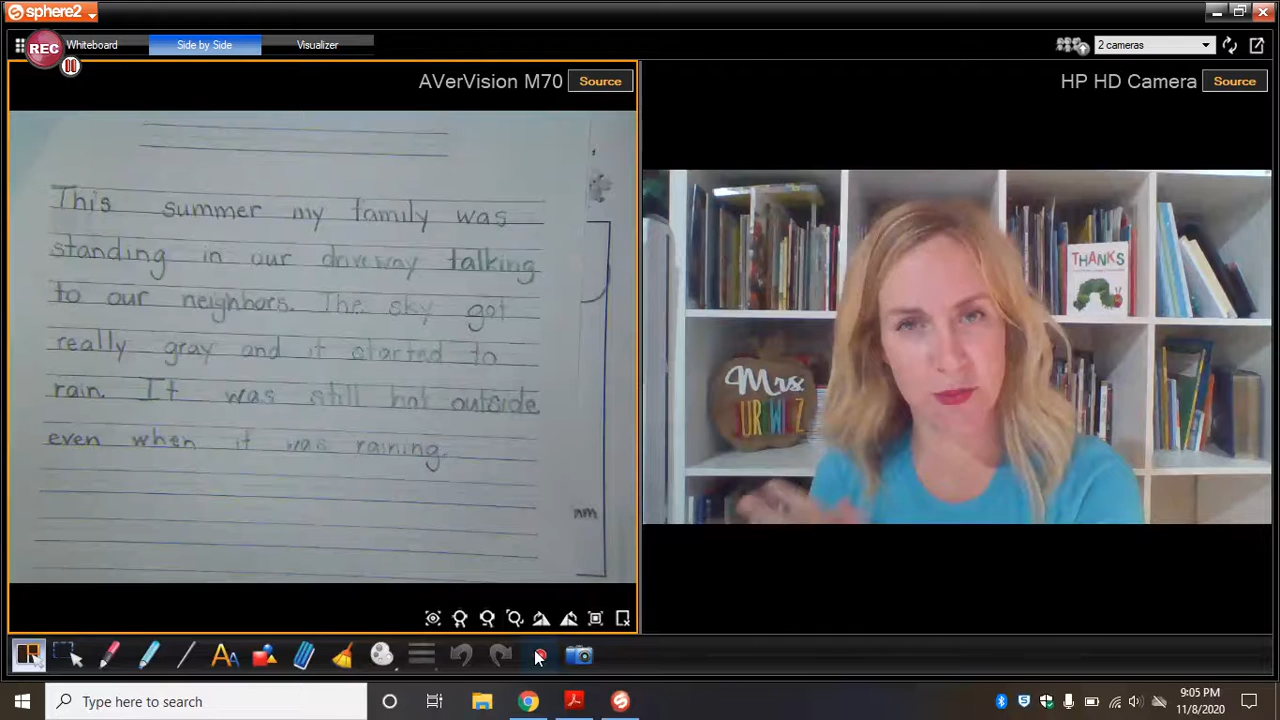 sphere2
REC
Whiteboard
Side by Side
Visualizer
2 cameras
AVerVision M70
Source
HP HD Camera
Source
This summer my family was
standing in our driveway talking
to our neighbors. The sky got
really gray and it started to
rain. It was still hot outside
even when it was raining.
nm
THANKS
Mrs.
URWCZ
Type here to search
9:05 PM
11/8/2020